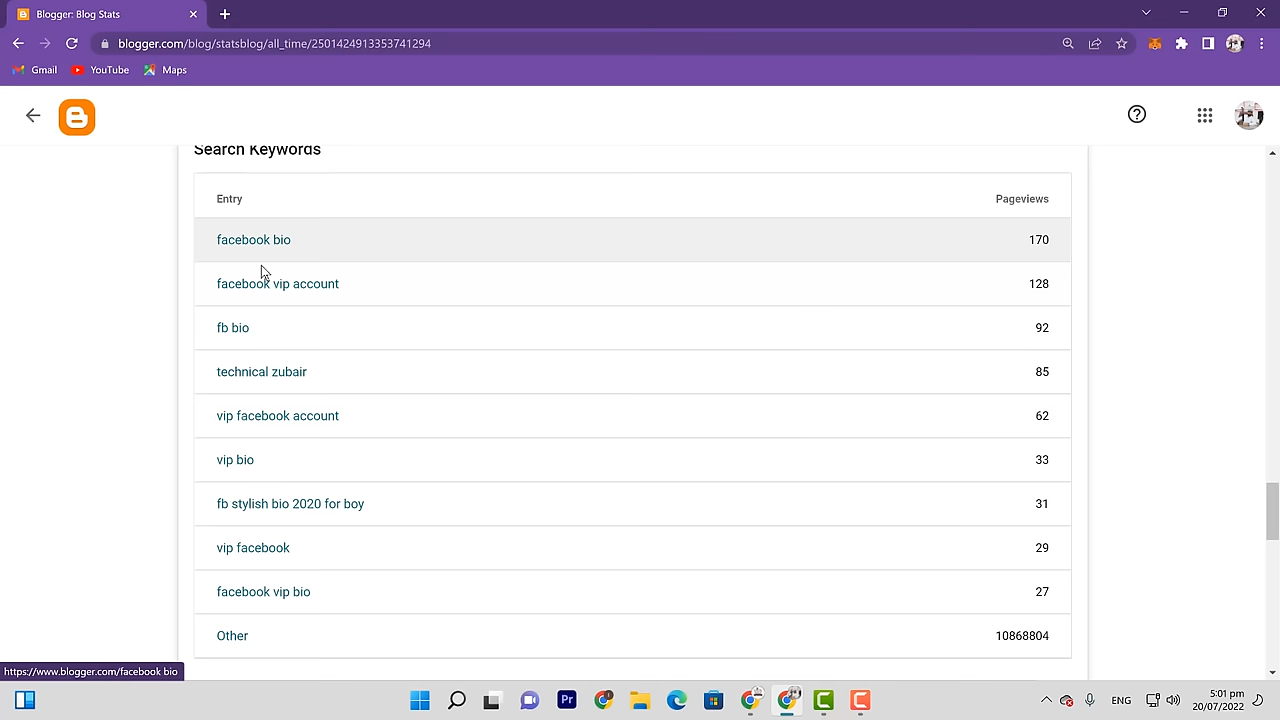 Blogger: Blog Stats
blogger.com/blog/statsblog/all_time/2501424913353741294
Gmail YouTube Maps
Search Keywords
Entry Pageviews
facebook bio 170
facebook vip account 128
fb bio 92
technical zubair 85
vip facebook account 62
vip bio 33
fb stylish bio 2020 for boy 31
vip facebook 29
facebook vip bio 27
Other 10868804
https://www.blogger.com/facebook bio
Pr
ENG
5:01 pm
20/07/2022